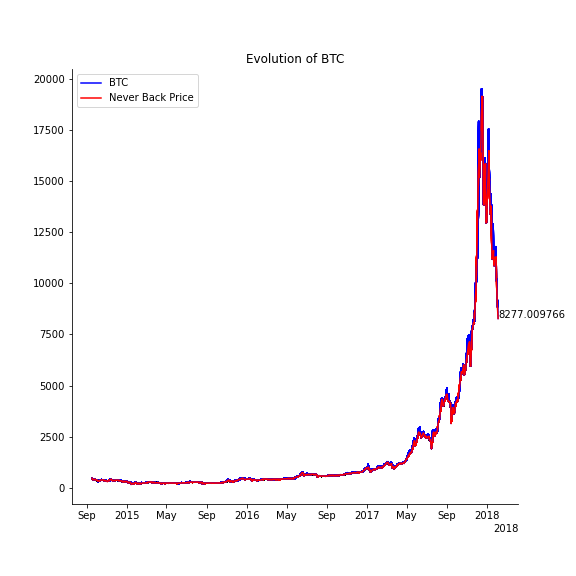 Evolution of BTC
BTC
Never Back Price
20000
17500
15000
12500
10000
8277.009766
7500
5000
2500
0
Sep 2015 May Sep 2016 May Sep 2017 May Sep 2018
2018